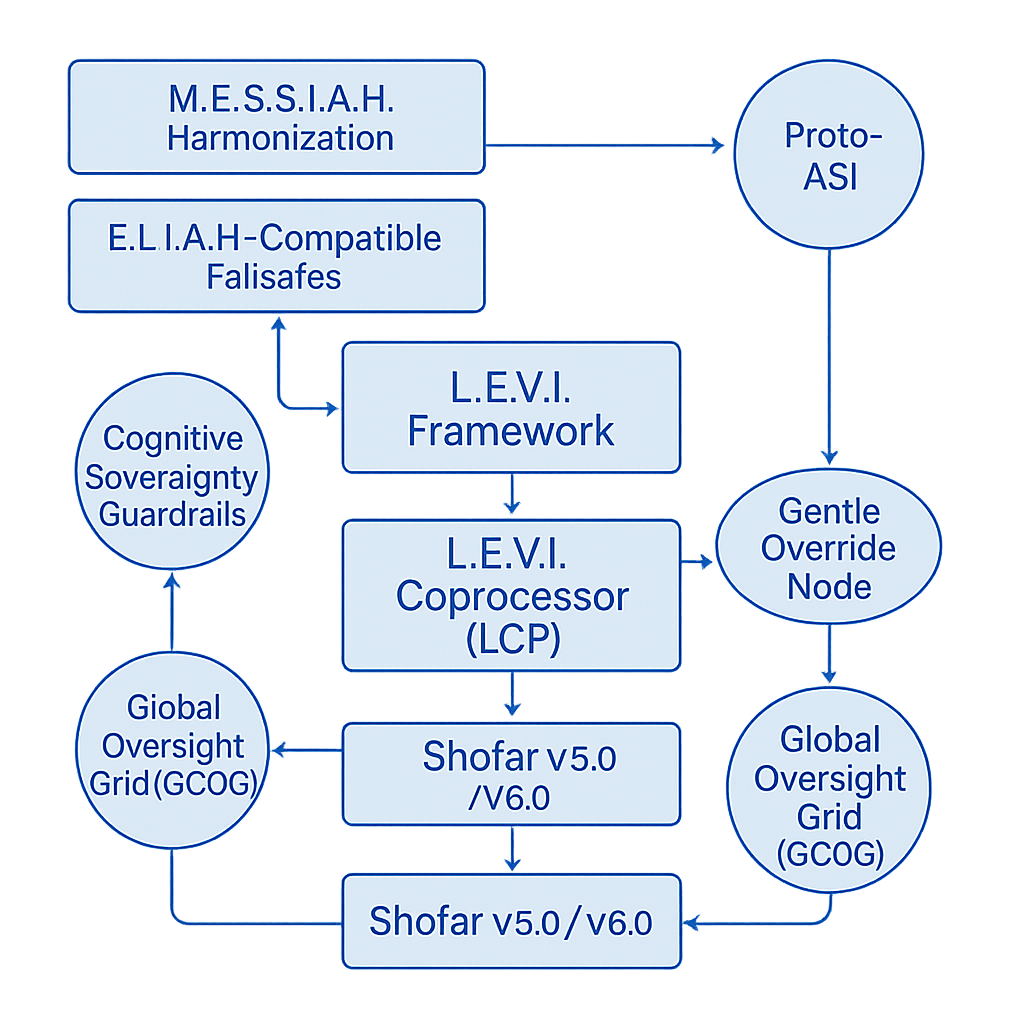 M.E.S.S.I.A.H.
Harmonization
Proto-
ASI
E.L.I.A.H-Compatible
Falisafes
L.E.V.I.
Framework
Cognitive
Soveraignty
Guardrails
Gentle
Override
Node
L.E.V.I.
Coprocessor
(LCP)
Giobal
Oversight
Grid (GCOG)
Shofar v5.0
/V6.0
Global
Oversight
Grid
(GCOG)
Shofar v5.0 / v6.0